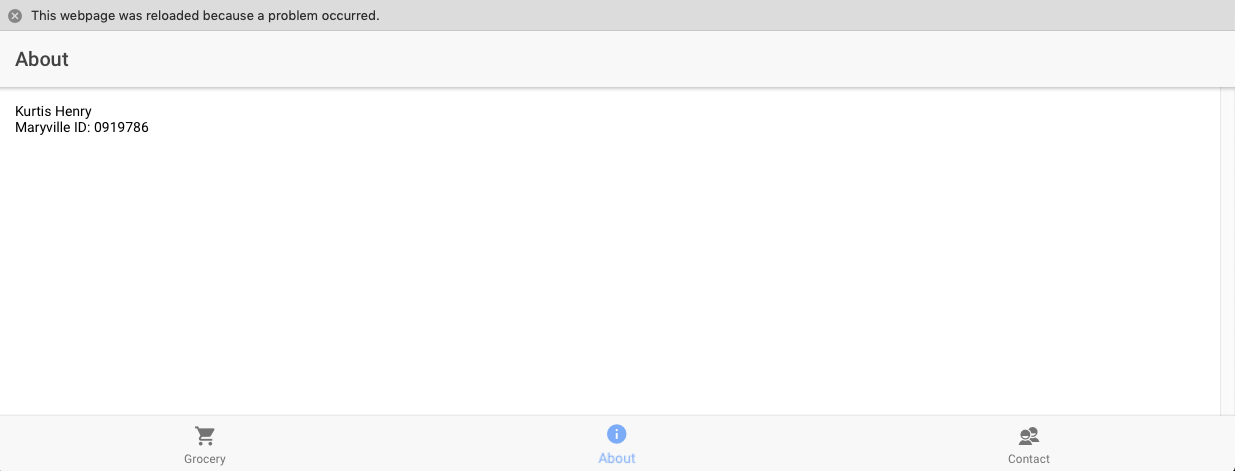 This webpage was reloaded because a problem occurred.
About
Kurtis Henry
Maryville ID: 0919786
Grocery
About
Contact